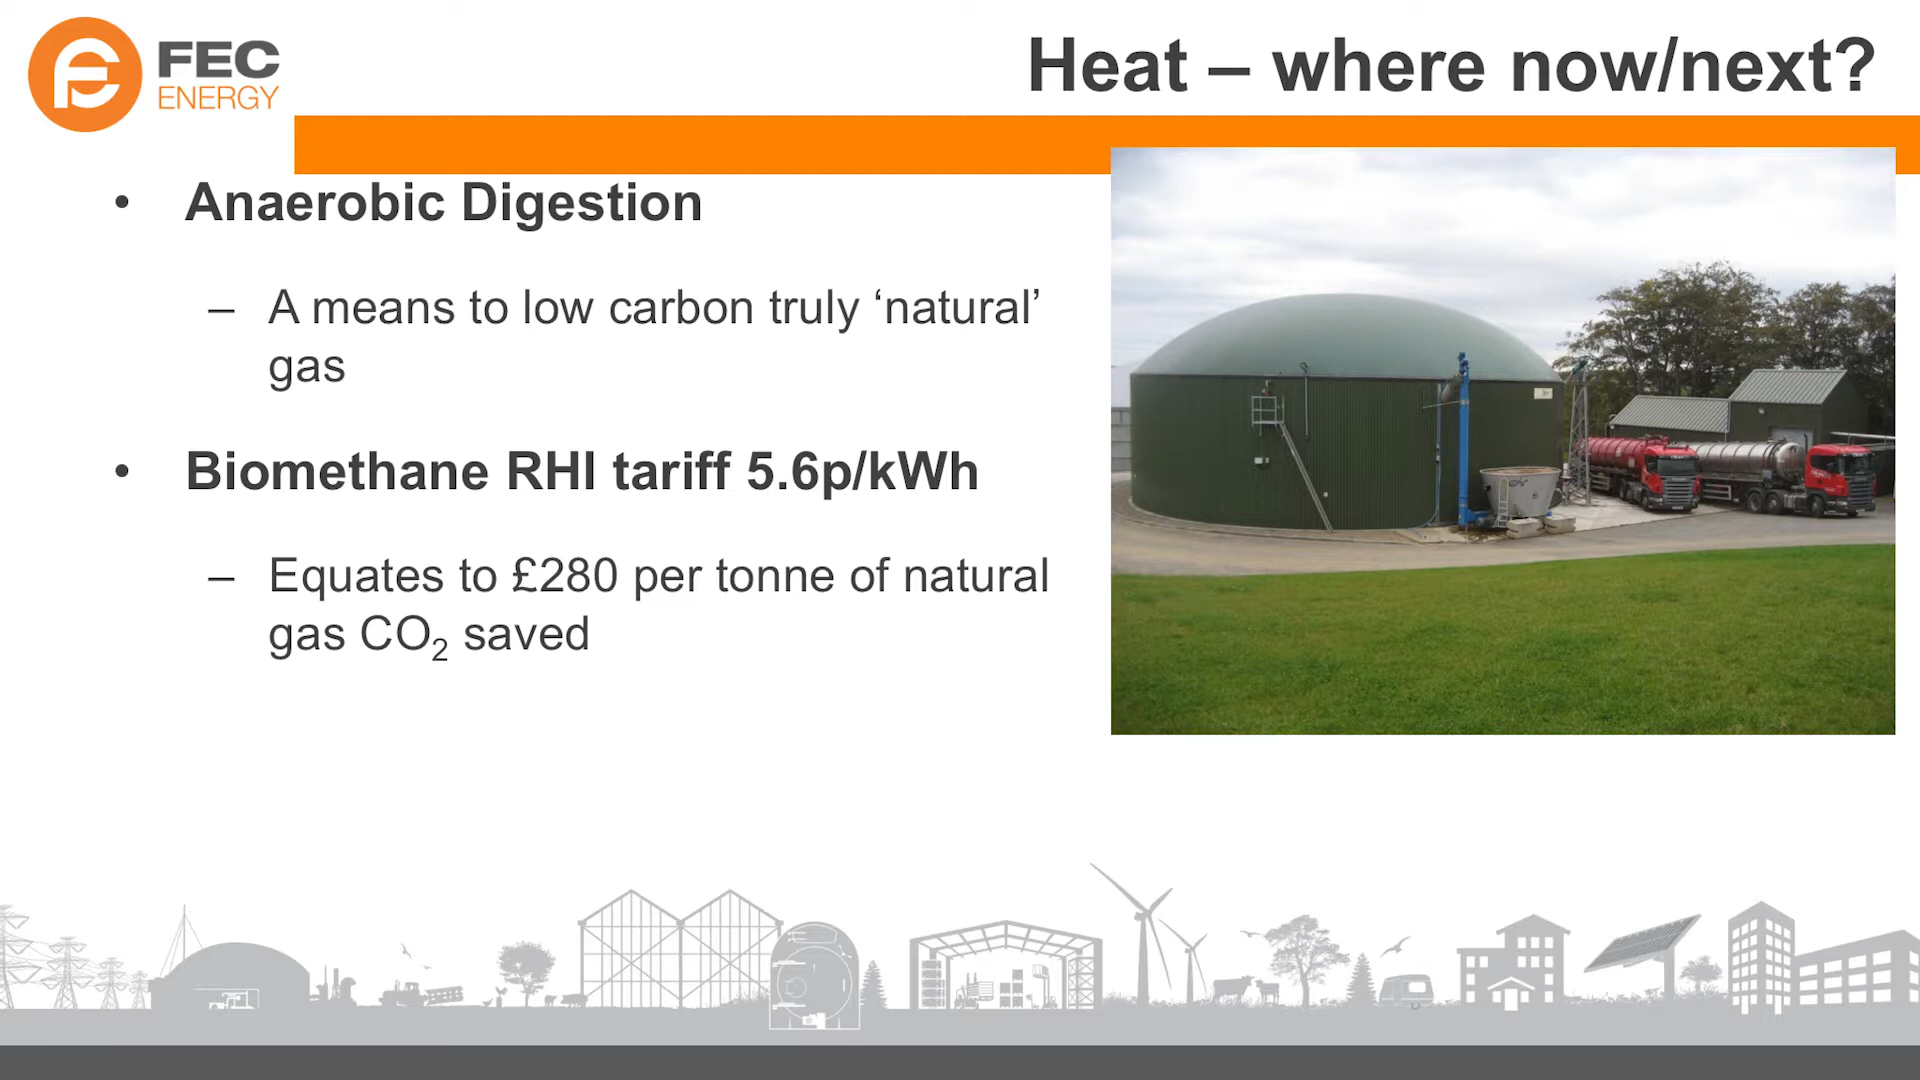 FEC
ENERGY
Heat – where now/next?
• Anaerobic Digestion
– A means to low carbon truly ‘natural’
gas
• Biomethane RHI tariff 5.6p/kWh
– Equates to £280 per tonne of natural
gas CO₂ saved